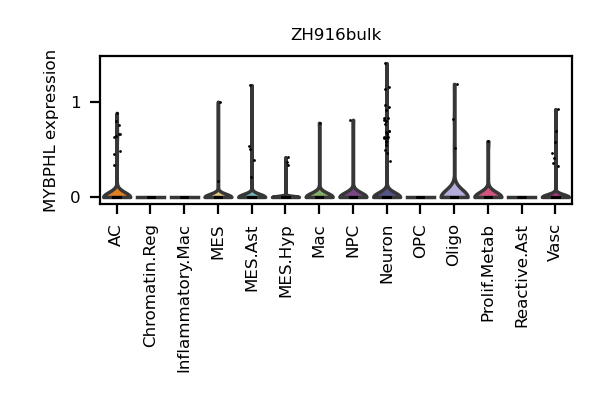 ZH916bulk
MYBPHL expression
1
0
AC
Chromatin.Reg
Inflammatory.Mac
MES
MES.Ast
MES.Hyp
Mac
NPC
Neuron
OPC
Oligo
Prolif.Metab
Reactive.Ast
Vasc